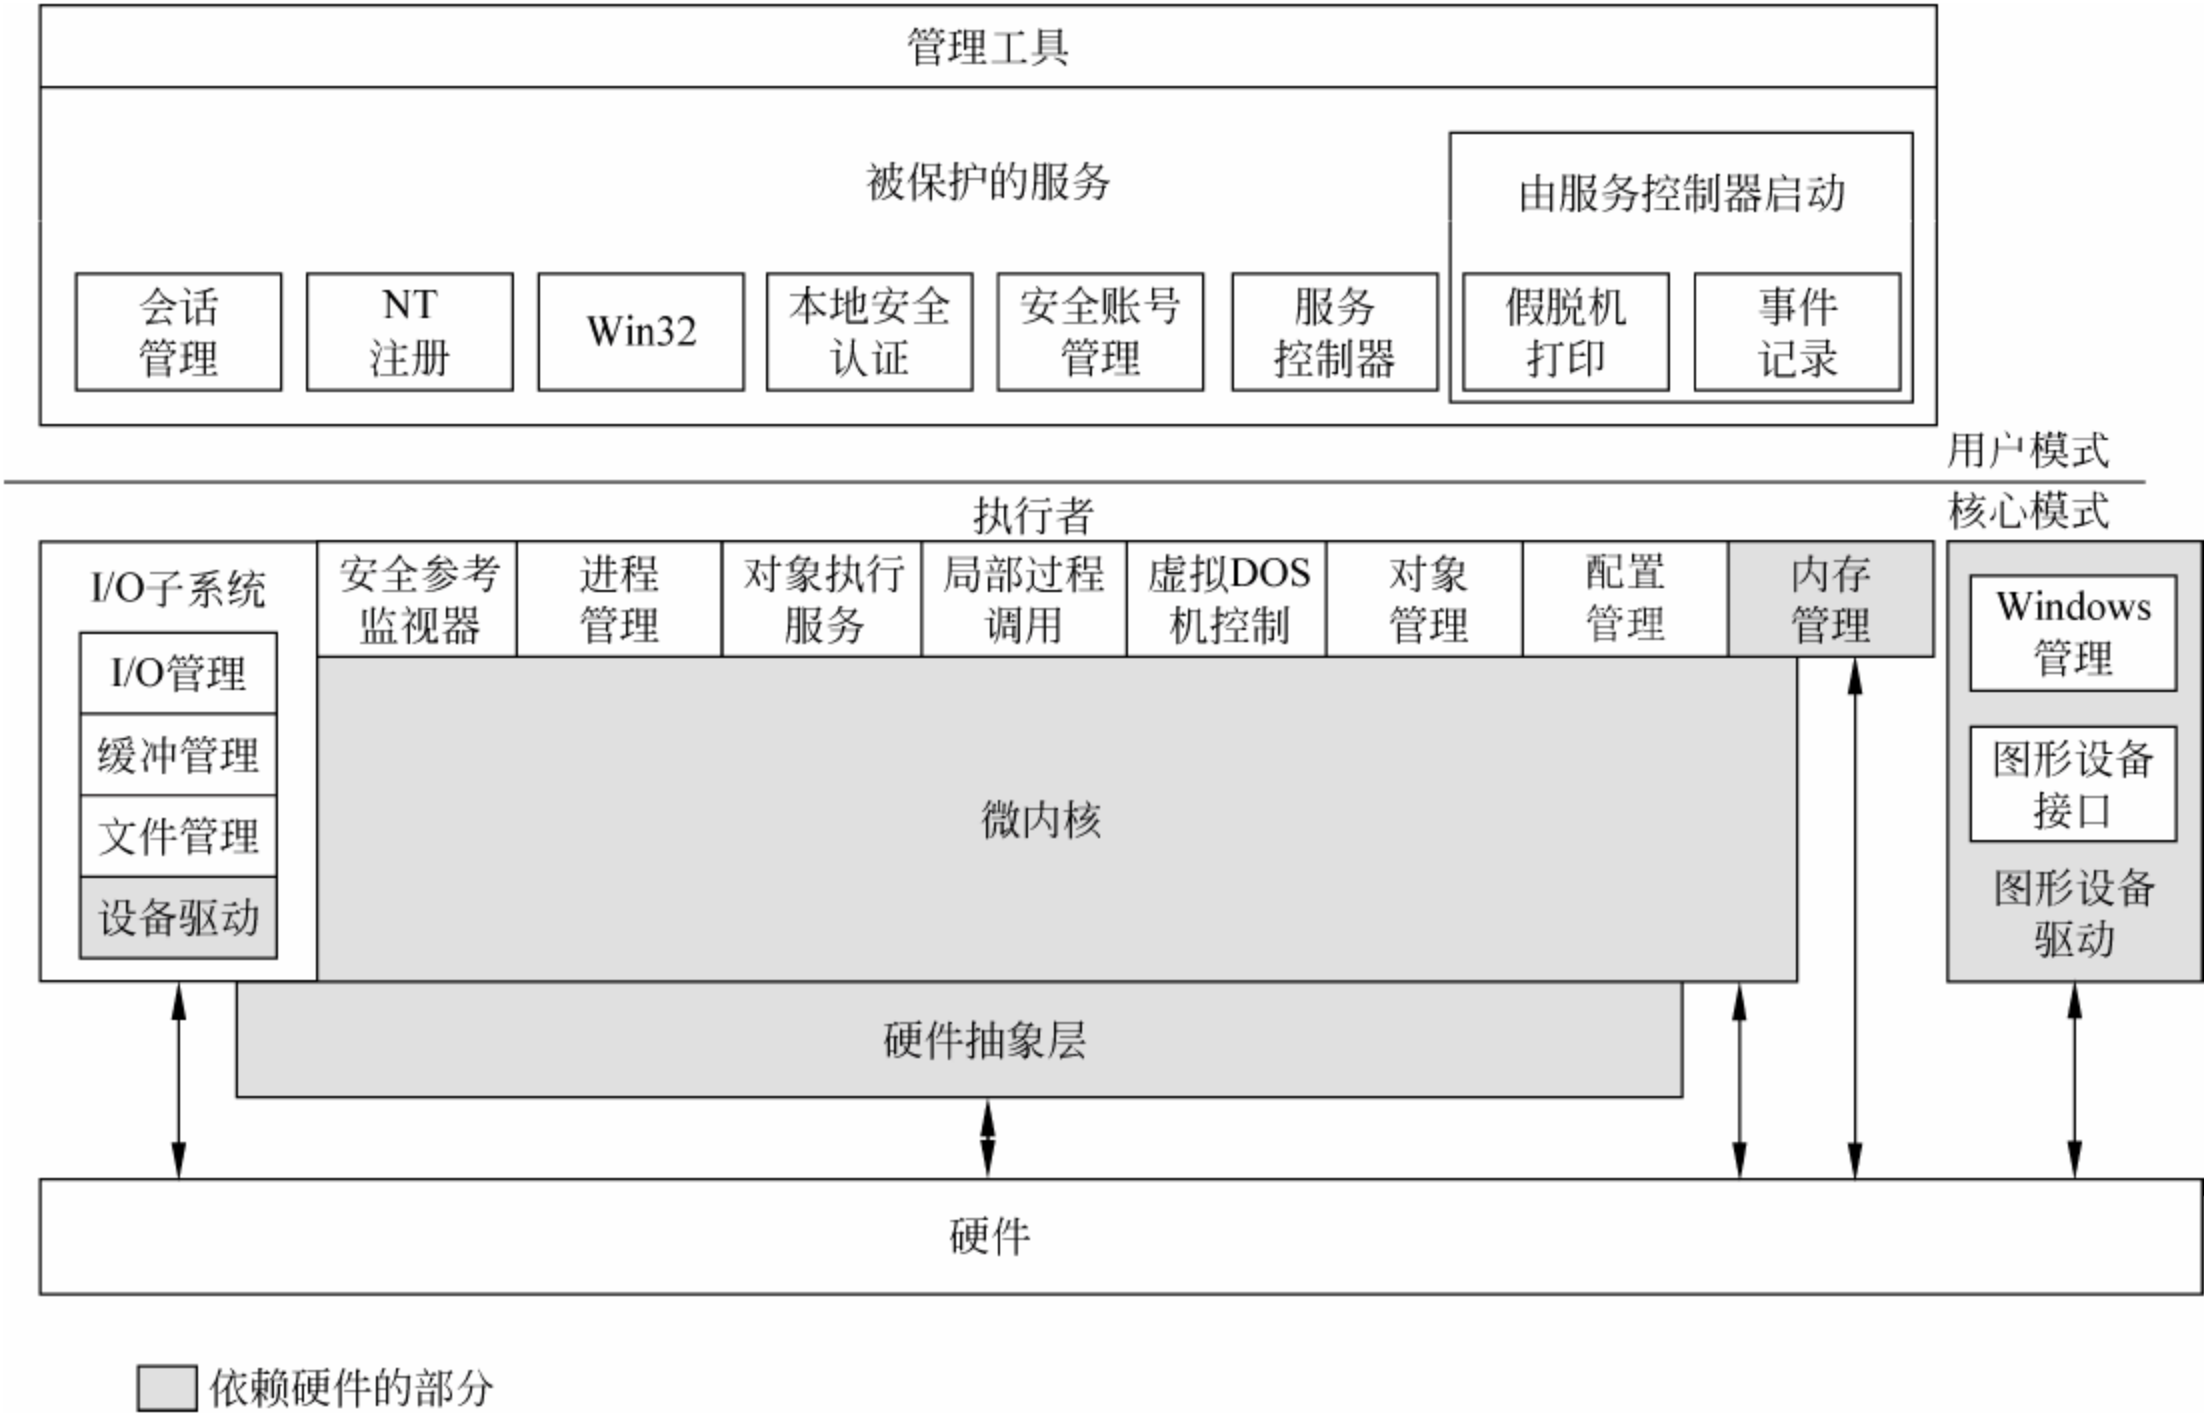 管理工具
被保护的服务
由服务控制器启动
会话
管理
NT
注册
Win32
本地安全
认证
安全账号
管理
服务
控制器
假脱机
打印
事件
记录
用户模式
核心模式
执行者
I/O子系统
I/O管理
缓冲管理
文件管理
设备驱动
安全参考
监视器
进程
管理
对象执行
服务
局部过程
调用
虚拟DOS
机控制
对象
管理
配置
管理
内存
管理
Windows
管理
图形设备
接口
图形设备
驱动
微内核
硬件抽象层
硬件
依赖硬件的部分